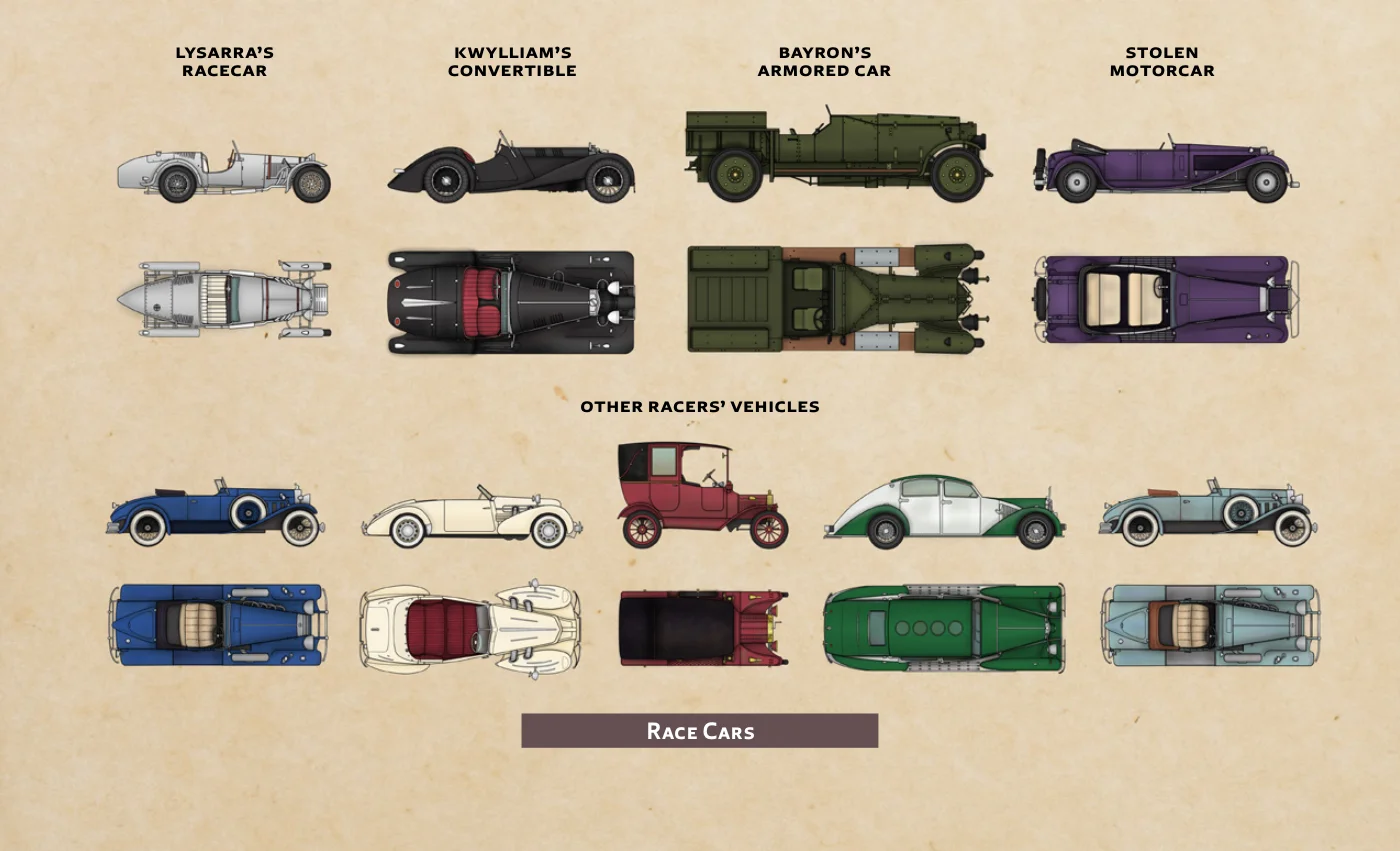 LYSARRA'S
RACECAR
KWYLLIAM'S
CONVERTIBLE
BAYRON'S
ARMORED CAR
STOLEN
MOTORCAR
OTHER RACERS' VEHICLES
RACE CARS